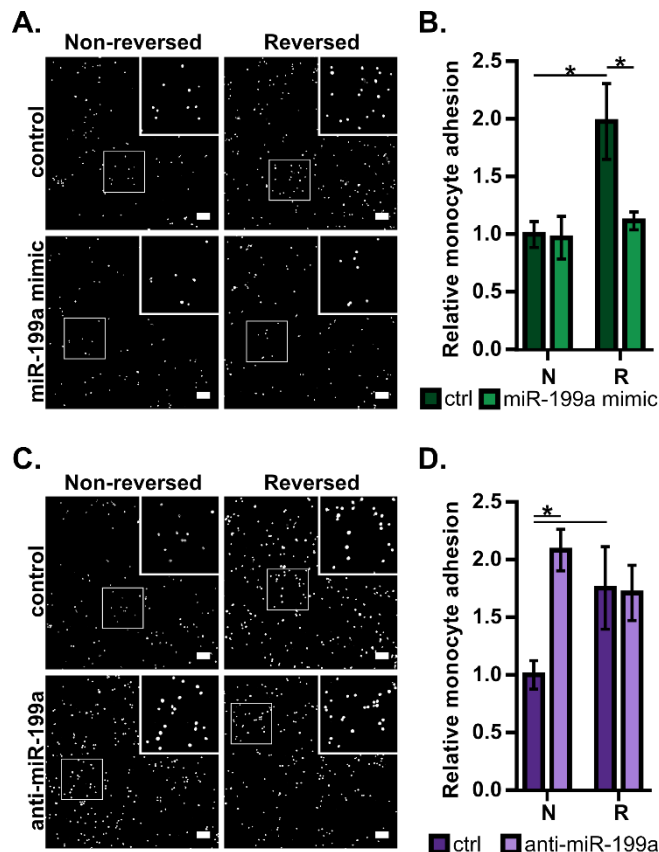 A.
Non-reversed Reversed
control
miR-199a mimic
B.
Relative monocyte adhesion
2.5
2.0
1.5
1.0
0.5
0.0
* *
N R
ctrl miR-199a mimic
C.
Non-reversed Reversed
control
anti-miR-199a
D.
Relative monocyte adhesion
2.5
2.0
1.5
1.0
0.5
0.0
*
N R
ctrl anti-miR-199a